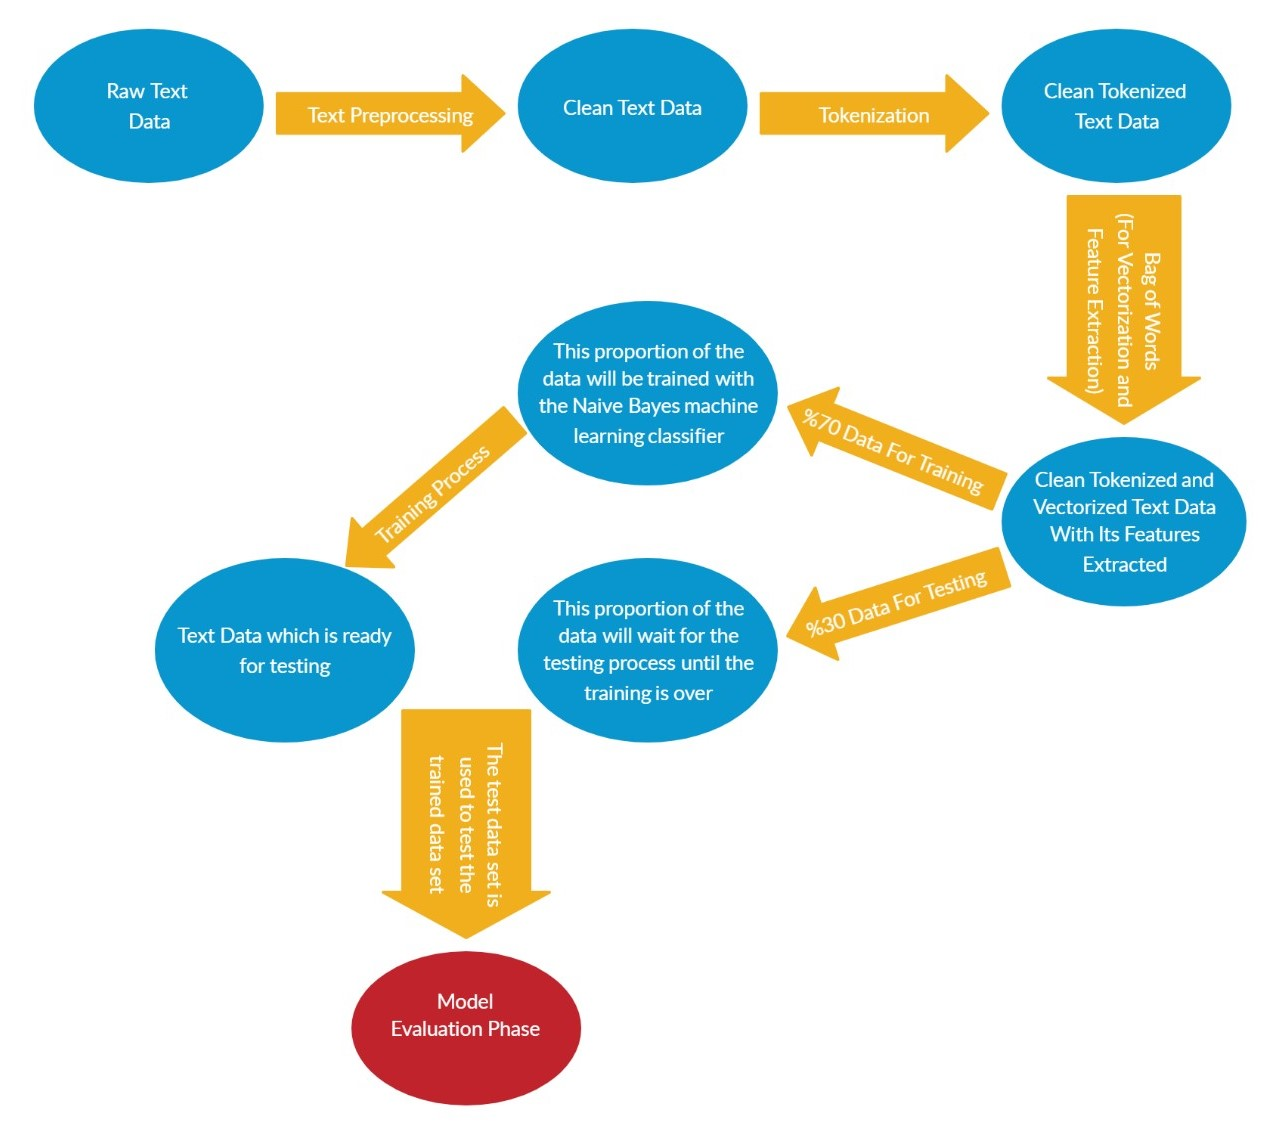 Raw Text
Data
Text Preprocessing
Clean Text Data
Tokenization
Clean Tokenized
Text Data
Bag of Words
(For Vectorization and
Feature Extraction)
Clean Tokenized and
Vectorized Text Data
With Its Features
Extracted
%70 Data For Training
This proportion of the
data will be trained with
the Naive Bayes machine
learning classifier
Training Process
Text Data which is ready
for testing
%30 Data For Testing
This proportion of the
data will wait for the
testing process until the
training is over
The test data set is
used to test the
trained data set
Model
Evaluation Phase